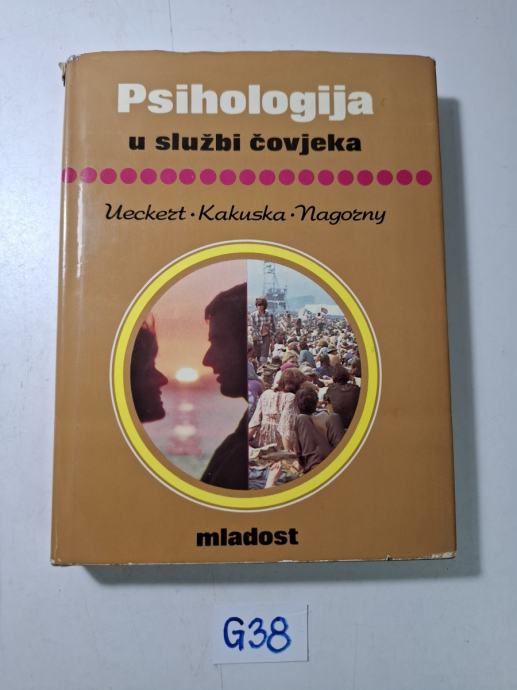 Psihologija
u službi čovjeka
Ueckert · Kakuska · Nagorny
mladost
G38